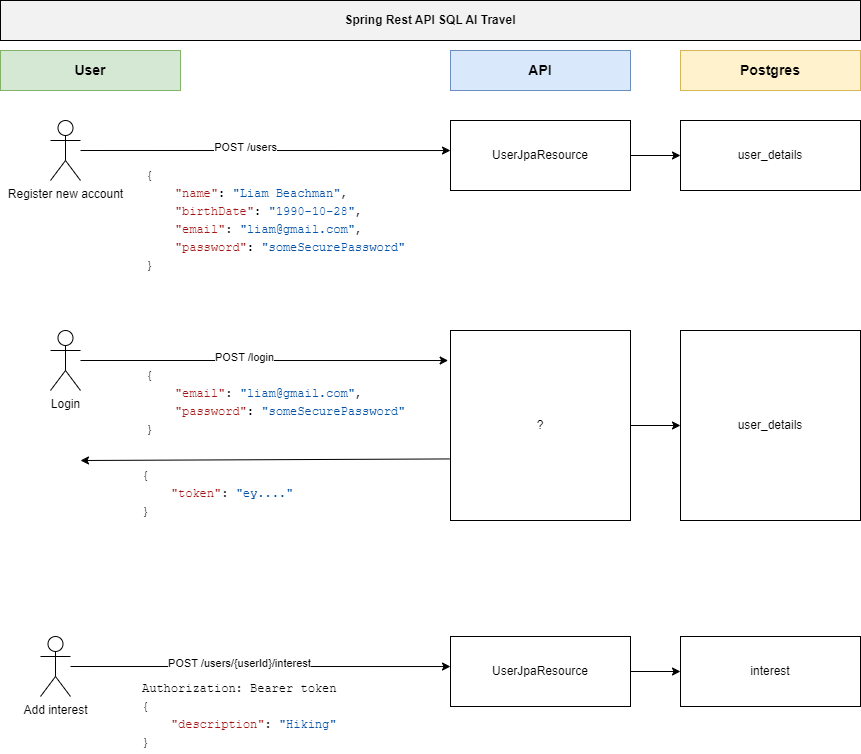 Spring Rest API SQL AI Travel
User
API
Postgres
POST /users
UserJpaResource
user_details
Register new account
{
"name": "Liam Beachman",
"birthDate": "1990-10-28",
"email": "liam@gmail.com",
"password": "someSecurePassword"
}
POST /login
Login
{
"email": "liam@gmail.com",
"password": "someSecurePassword"
}
?
user_details
{
"token": "ey...."
}
POST /users/{userId}/interest
UserJpaResource
interest
Add interest
Authorization: Bearer token
{
"description": "Hiking"
}